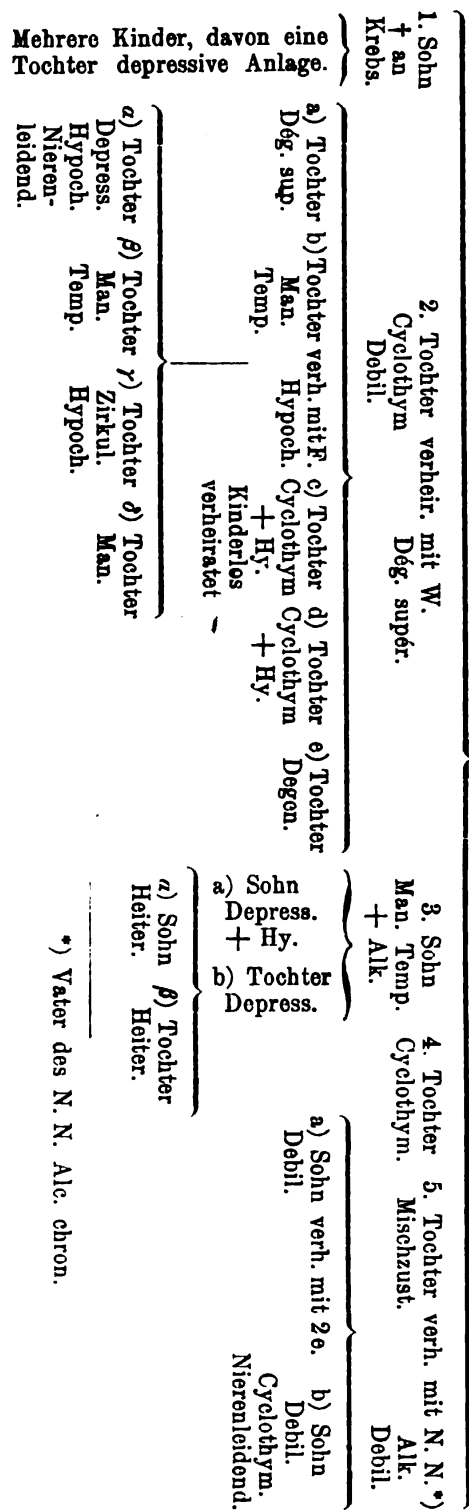 1. Sohn
† an
Krebs.
Mehrere Kinder, davon eine
Tochter depressive Anlage.
2. Tochter verheir. mit W.
Cyclothym Dég. supér.
Debil.
a) Tochter b) Tochter verh. mit F. c) Tochter d) Tochter e) Tochter
Dég. sup. Man. Hypoch. Cyclothym Cyclothym Degen.
Temp. + Hy. + Hy.
Kinderlos
verheiratet
α) Tochter β) Tochter γ) Tochter δ) Tochter
Depress. Man. Zirkul. Man.
Hypoch. Temp. Hypoch.
Nieren-
leidend.
3. Sohn
Man. Temp.
+ Alk.
a) Sohn
Depress.
+ Hy.
b) Tochter
Depress.
α) Sohn β) Tochter
Heiter. Heiter.
4. Tochter
Cyclothym.
5. Tochter verh. mit N. N.*)
Mischzust. Alk.
Debil.
a) Sohn verh. mit 2e. b) Sohn
Debil. Debil.
Cyclothym.
Nierenleidend.
*) Vater des N. N. Alc. chron.